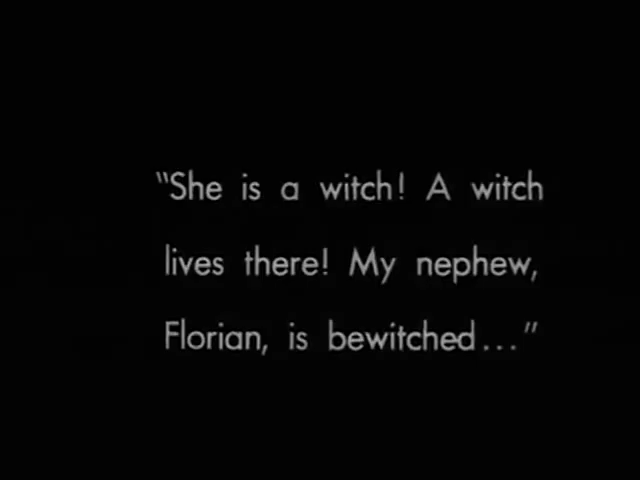 “She is a witch! A witch
lives there! My nephew,
Florian, is bewitched...”